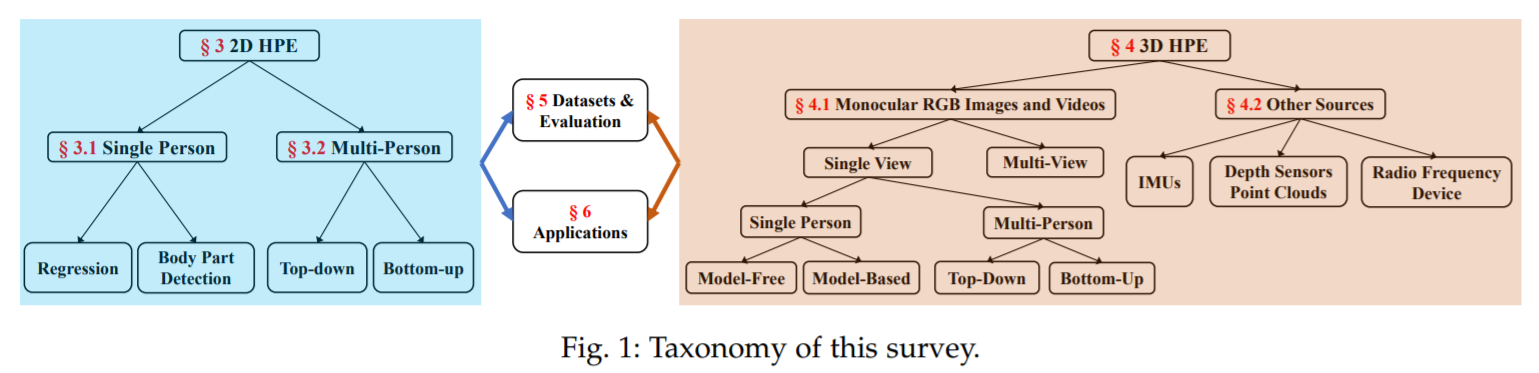 § 3 2D HPE
§ 3.1 Single Person
§ 3.2 Multi-Person
Regression
Body Part
Detection
Top-down
Bottom-up
§ 5 Datasets &
Evaluation
§ 6
Applications
§ 4 3D HPE
§ 4.1 Monocular RGB Images and Videos
§ 4.2 Other Sources
Single View
Multi-View
IMUs
Depth Sensors
Point Clouds
Radio Frequency
Device
Single Person
Multi-Person
Model-Free
Model-Based
Top-Down
Bottom-Up
Fig. 1: Taxonomy of this survey.